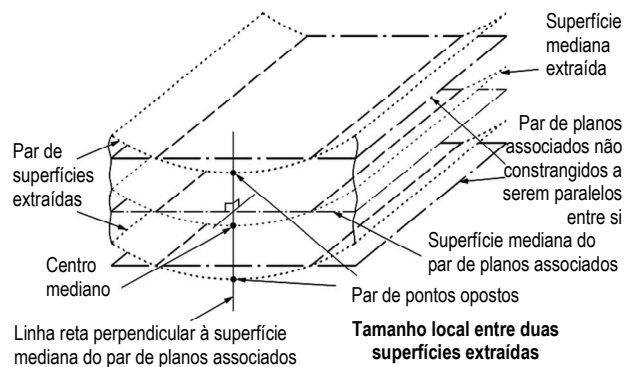 Superfície
mediana
extraída
Par de planos
associados não
constrangidos a
serem paralelos
entre si
Par de
superfícies
extraídas
Superfície mediana do
par de planos associados
Centro
mediano
Par de pontos opostos
Linha reta perpendicular à superfície
mediana do par de planos associados
Tamanho local entre duas
superfícies extraídas